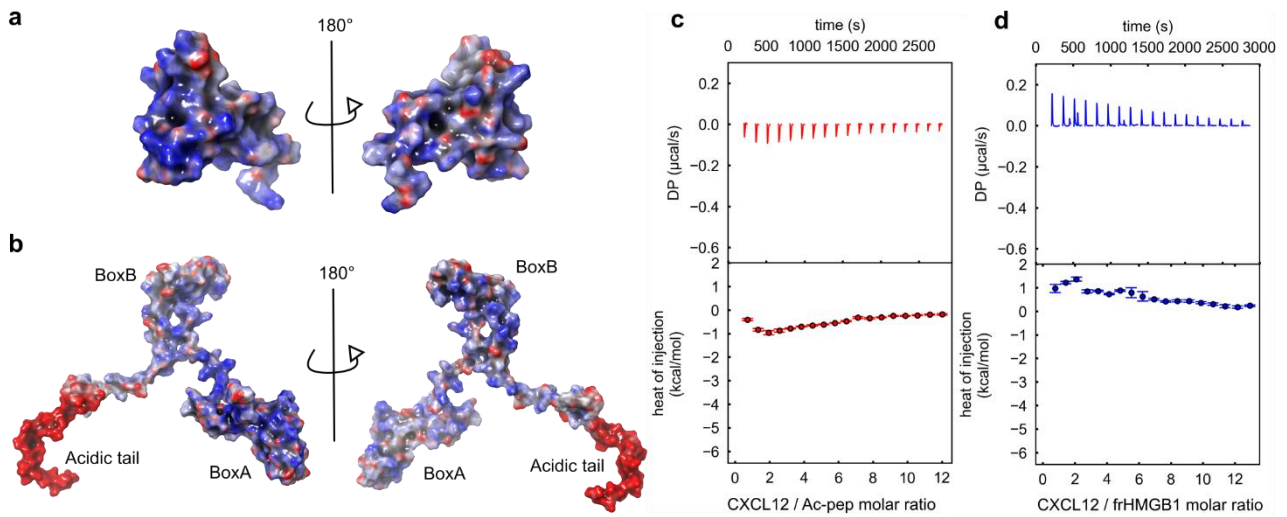 a
180°
b
BoxB
180°
BoxB
Acidic tail
BoxA
BoxA
Acidic tail
c
time (s)
0 500 1000 1500 2000 2500
DP (µcal/s)
0.2
0.0
−0.2
−0.4
−0.6
heat of injection
(kcal/mol)
2
1
0
−1
−2
−3
−4
−5
−6
0 2 4 6 8 10 12
CXCL12 / Ac-pep molar ratio
d
time (s)
0 500 1000 1500 2000 2500 3000
DP (µcal/s)
0.2
0.0
−0.2
−0.4
−0.6
heat of injection
(kcal/mol)
2
1
0
−1
−2
−3
−4
−5
−6
0 2 4 6 8 10 12
CXCL12 / frHMGB1 molar ratio